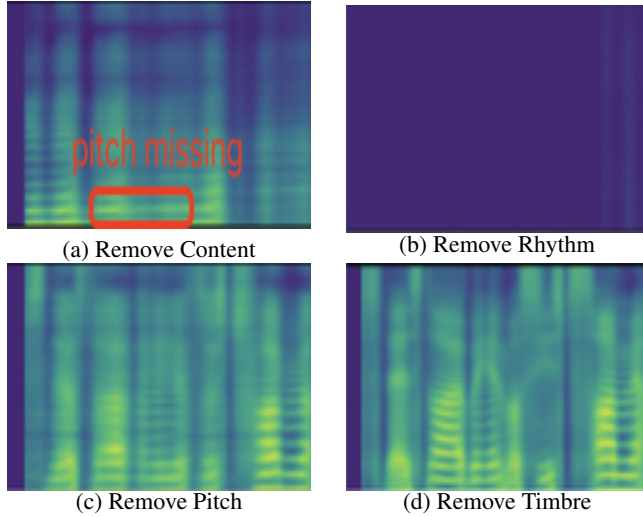 pitch missing
(a) Remove Content
(b) Remove Rhythm
(c) Remove Pitch
(d) Remove Timbre